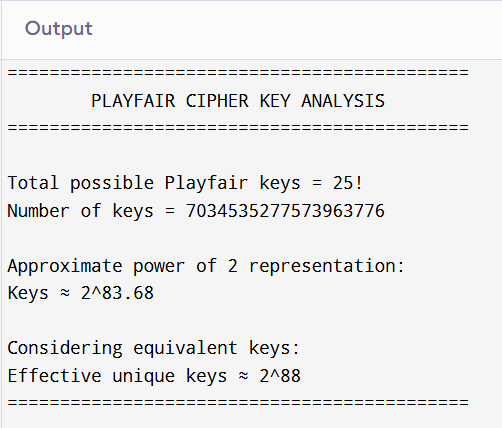 Output
============================================
PLAYFAIR CIPHER KEY ANALYSIS
============================================
Total possible Playfair keys = 25!
Number of keys = 7034535277573963776
Approximate power of 2 representation:
Keys ≈ 2^83.68
Considering equivalent keys:
Effective unique keys ≈ 2^88
============================================